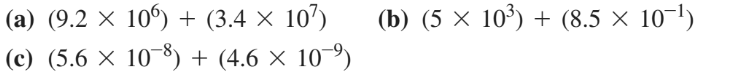 (a) (9.2 × 10⁶) + (3.4 × 10⁷) (b) (5 × 10³) + (8.5 × 10⁻¹)
(c) (5.6 × 10⁻⁸) + (4.6 × 10⁻⁹)